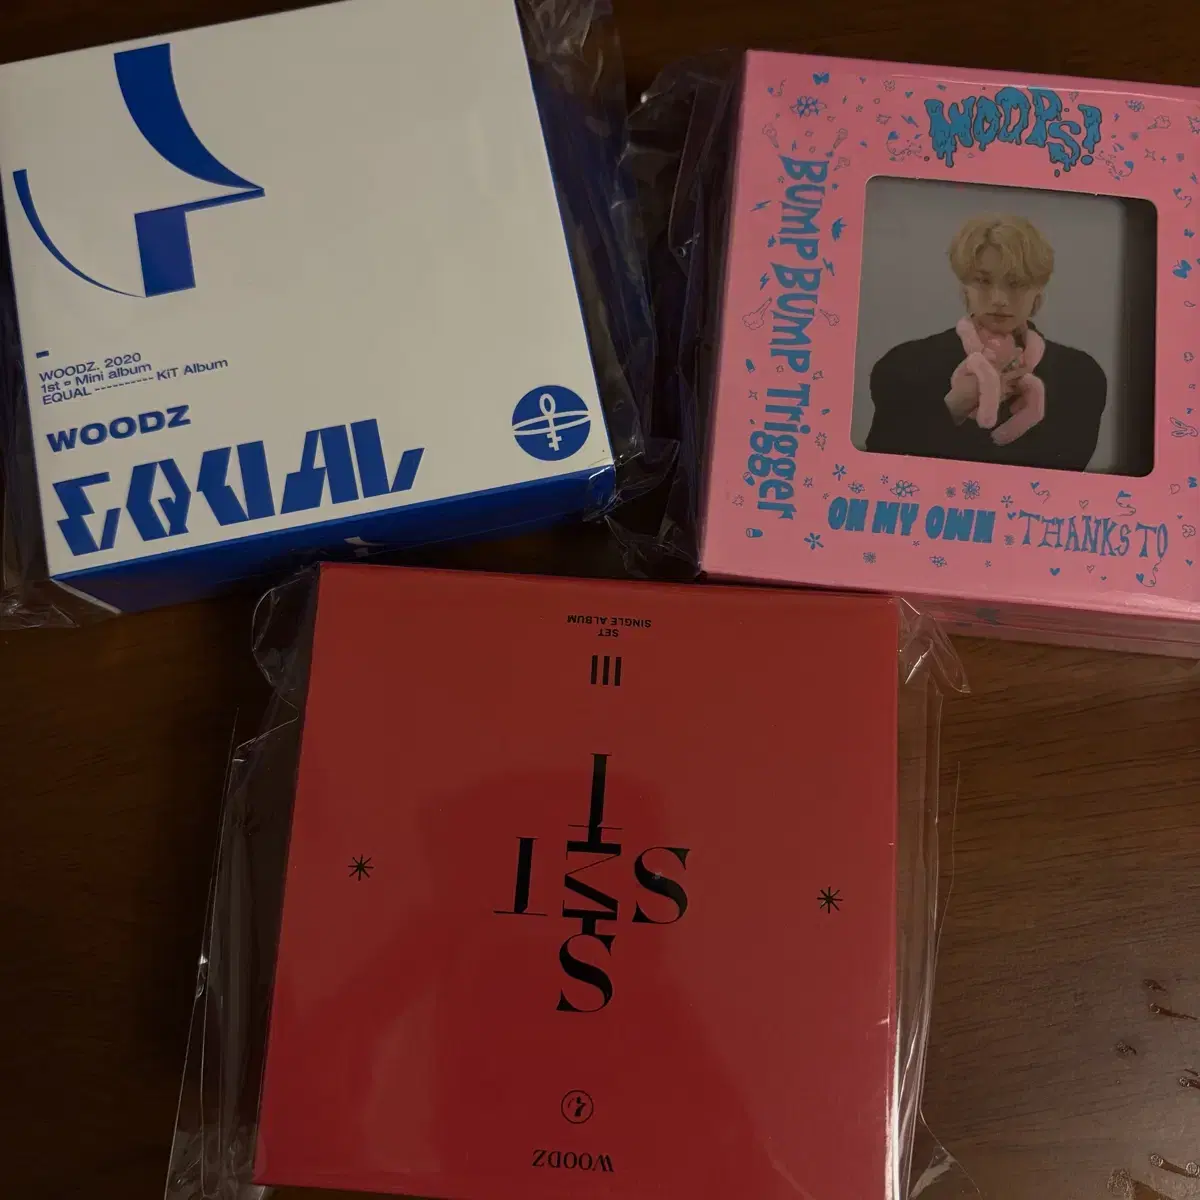 WOODZ. 2020
1st - Mini album
EQUAL ---------- KiT Album
WOODZ
EQUAL
WOOPS!
BUMP BUMP Trigger
ON MY OWN THANKS TO
SET
SINGLE ALBUM
III
SET
WOODZ